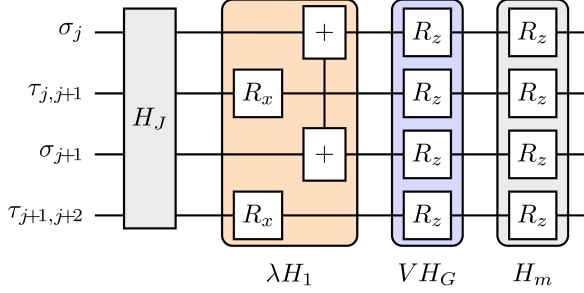 σ_j + R_z R_z
τ_{j,j+1} R_x R_z R_z
H_J
σ_{j+1} + R_z R_z
τ_{j+1,j+2} R_x R_z R_z
λH_1 VH_G H_m